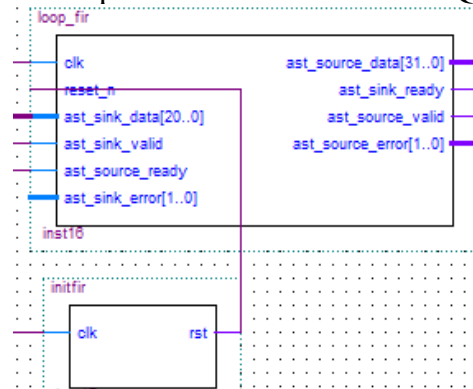 loop_fir
clk
reset_n
ast_sink_data[20..0]
ast_sink_valid
ast_source_ready
ast_sink_error[1..0]
ast_source_data[31..0]
ast_sink_ready
ast_source_valid
ast_source_error[1..0]
inst16
initfir
clk
rst